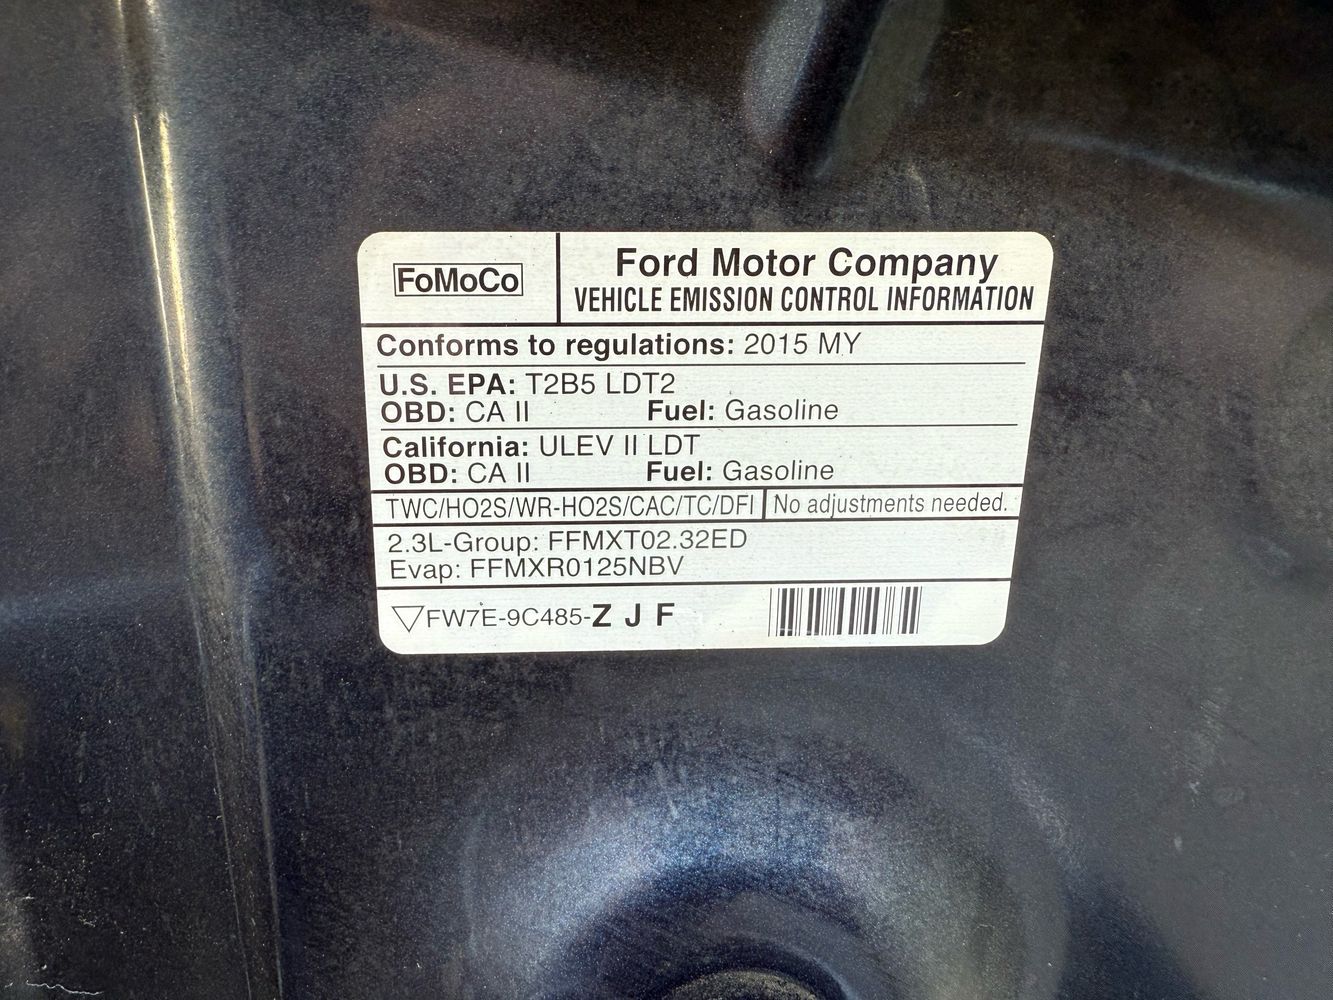 FoMoCo
Ford Motor Company
VEHICLE EMISSION CONTROL INFORMATION
Conforms to regulations: 2015 MY
U.S. EPA: T2B5 LDT2
OBD: CA II Fuel: Gasoline
California: ULEV II LDT
OBD: CA II Fuel: Gasoline
TWC/HO2S/WR-HO2S/CAC/TC/DFI No adjustments needed.
2.3L-Group: FFMXT02.32ED
Evap: FFMXR0125NBV
▽FW7E-9C485-Z J F